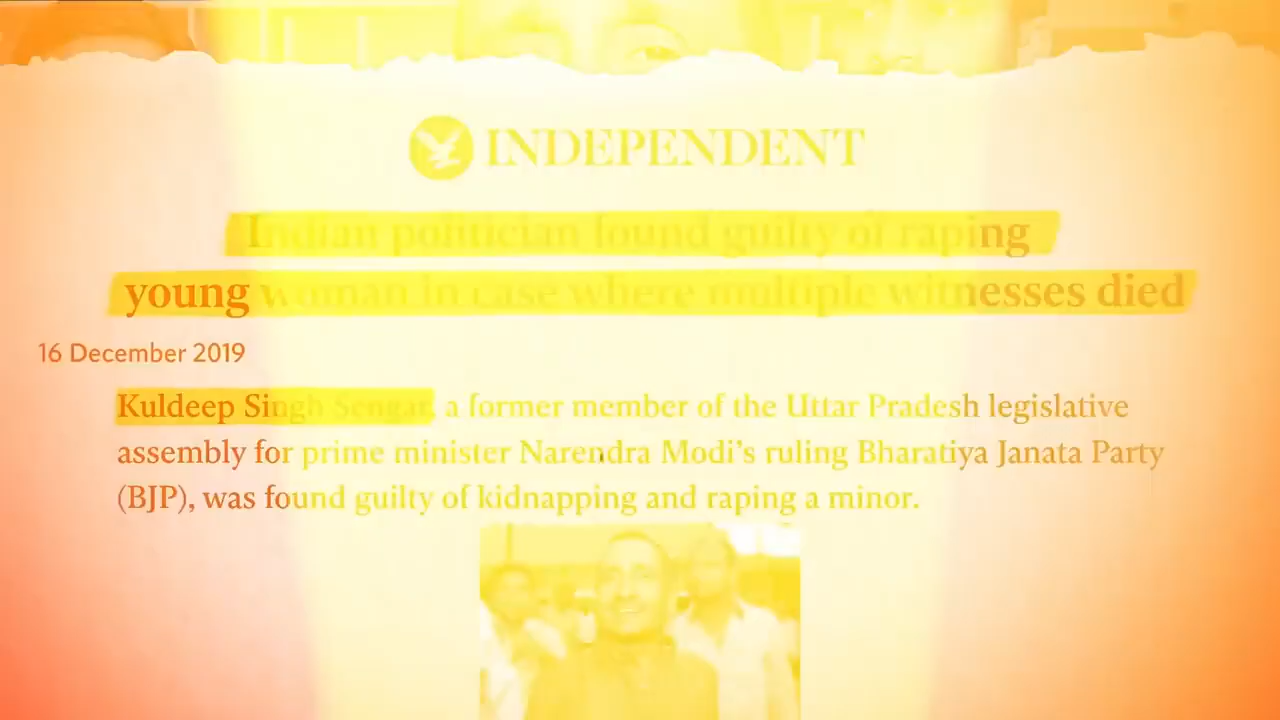 INDEPENDENT
Indian politician found guilty of raping
young woman in case where multiple witnesses died
16 December 2019
Kuldeep Singh Sengar, a former member of the Uttar Pradesh legislative
assembly for prime minister Narendra Modi's ruling Bharatiya Janata Party
(BJP), was found guilty of kidnapping and raping a minor.